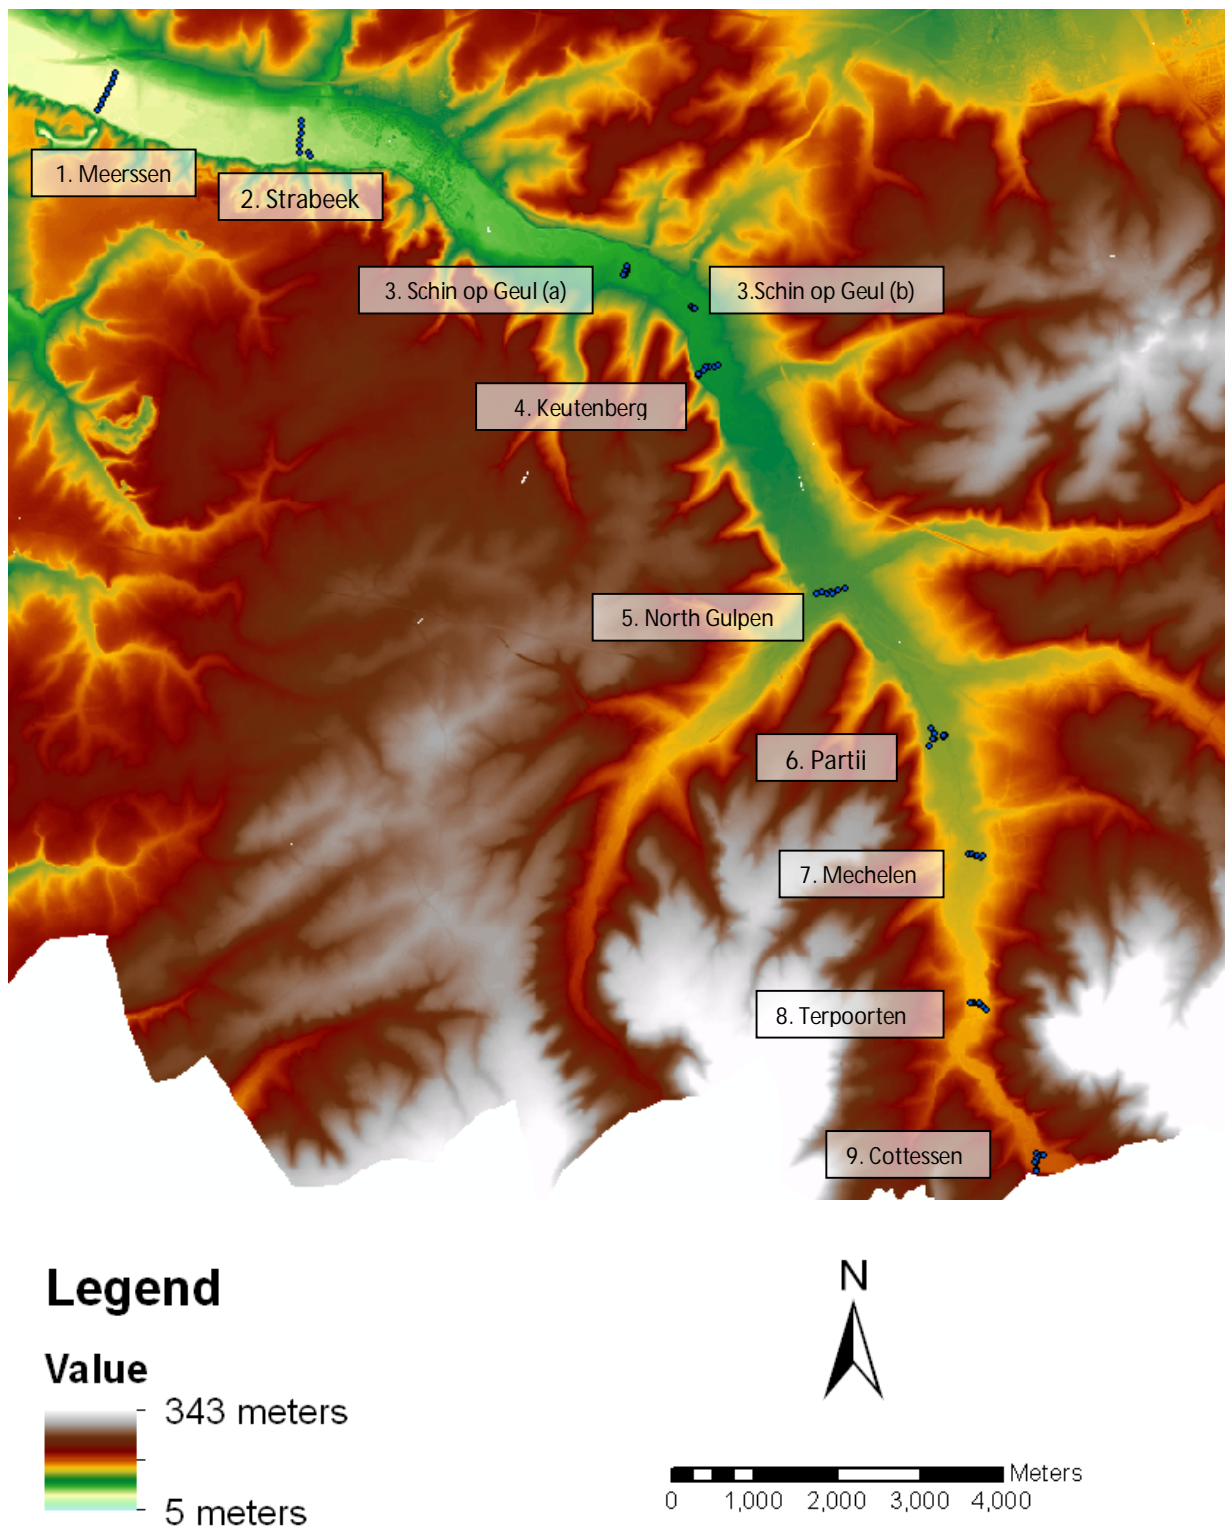 1. Meerssen
2. Strabeek
3. Schin op Geul (a)
3.Schin op Geul (b)
4. Keutenberg
5. North Gulpen
6. Partij
7. Mechelen
8. Terpoorten
9. Cottessen
Legend
Value
343 meters
5 meters
N
Meters
0 1,000 2,000 3,000 4,000